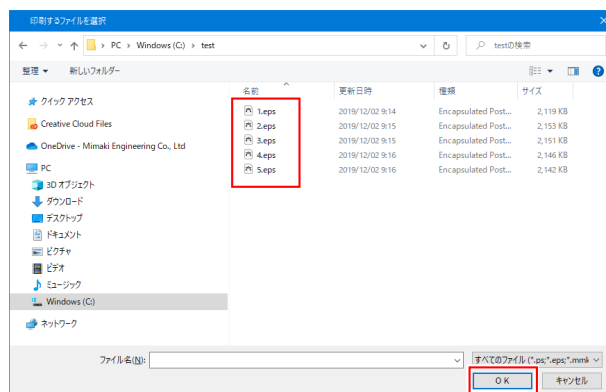 印刷するファイルを選択
PC > Windows (C:) > test
testの検索
整理 新しいフォルダー
名前 更新日時 種類 サイズ
1.eps 2019/12/02 9:14 Encapsulated Post... 2,119 KB
2.eps 2019/12/02 9:15 Encapsulated Post... 2,153 KB
3.eps 2019/12/02 9:15 Encapsulated Post... 2,151 KB
4.eps 2019/12/02 9:16 Encapsulated Post... 2,146 KB
5.eps 2019/12/02 9:16 Encapsulated Post... 2,142 KB
クイック アクセス
Creative Cloud Files
OneDrive - Mimaki Engineering Co., Ltd
PC
3D オブジェクト
ダウンロード
デスクトップ
ドキュメント
ピクチャ
ビデオ
ミュージック
Windows (C:)
ネットワーク
ファイル名(N):
すべてのファイル (*.ps;*.eps;*.mmk
OK キャンセル